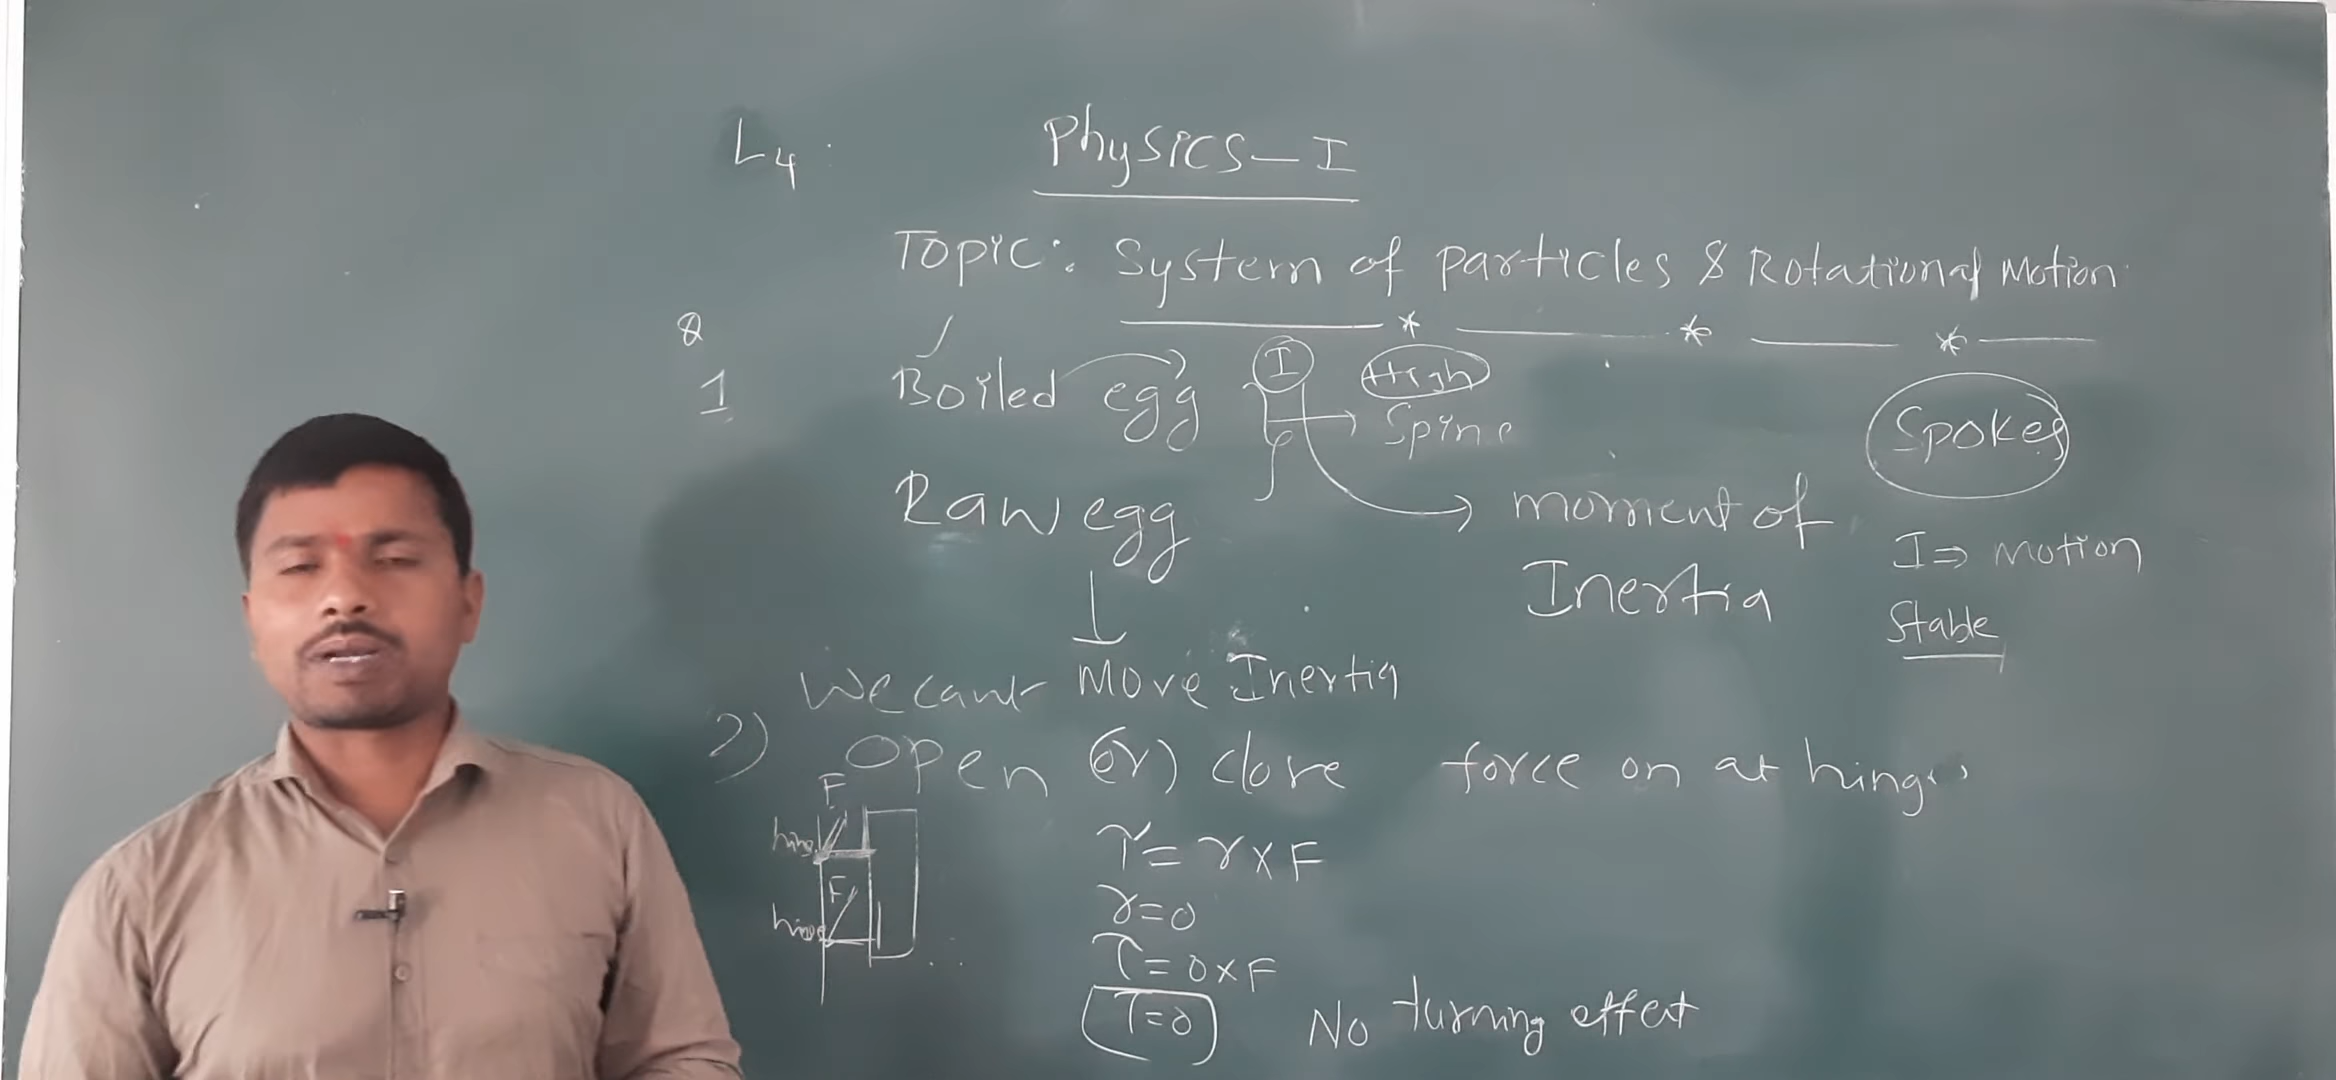 L4: Physics-I
Topic: System of particles & Rotational Motion
Q
1 Boiled egg I High
Spine
Spokes
Raw egg moment of
Inertia
I ⇒ motion
Stable
We cant Move Inertia
2) Open (or) close force on at hing
F
hing
F
hinge
τ = r x F
r=0
τ = 0 x F
τ=0 No turning effect